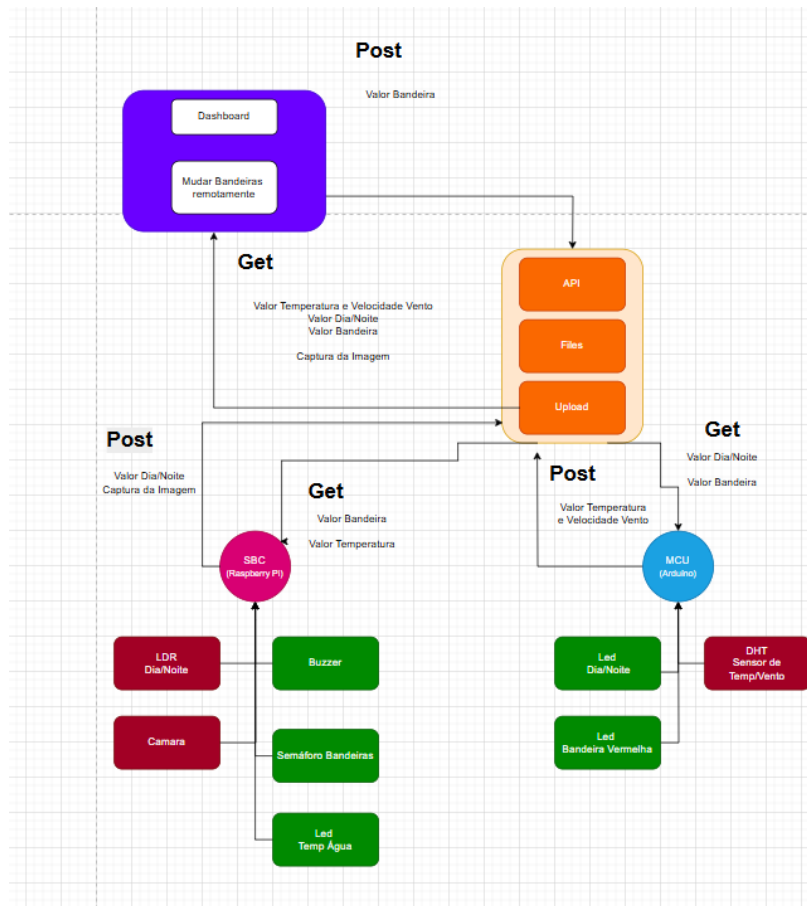 Post
Valor Bandeira
Dashboard
Mudar Bandeiras
remotamente
Get
Valor Temperatura e Velocidade Vento
Valor Dia/Noite
Valor Bandeira
Captura da Imagem
API
Files
Upload
Post
Valor Dia/Noite
Captura da Imagem
Get
Valor Bandeira
Valor Temperatura
Post
Valor Temperatura
e Velocidade Vento
Get
Valor Dia/Noite
Valor Bandeira
SBC
(Raspberry Pi)
MCU
(Arduino)
LDR
Dia/Noite
Buzzer
Camara
Semáforo Bandeiras
Led
Temp Água
Led
Dia/Noite
DHT
Sensor de
Temp/Vento
Led
Bandeira Vermelha